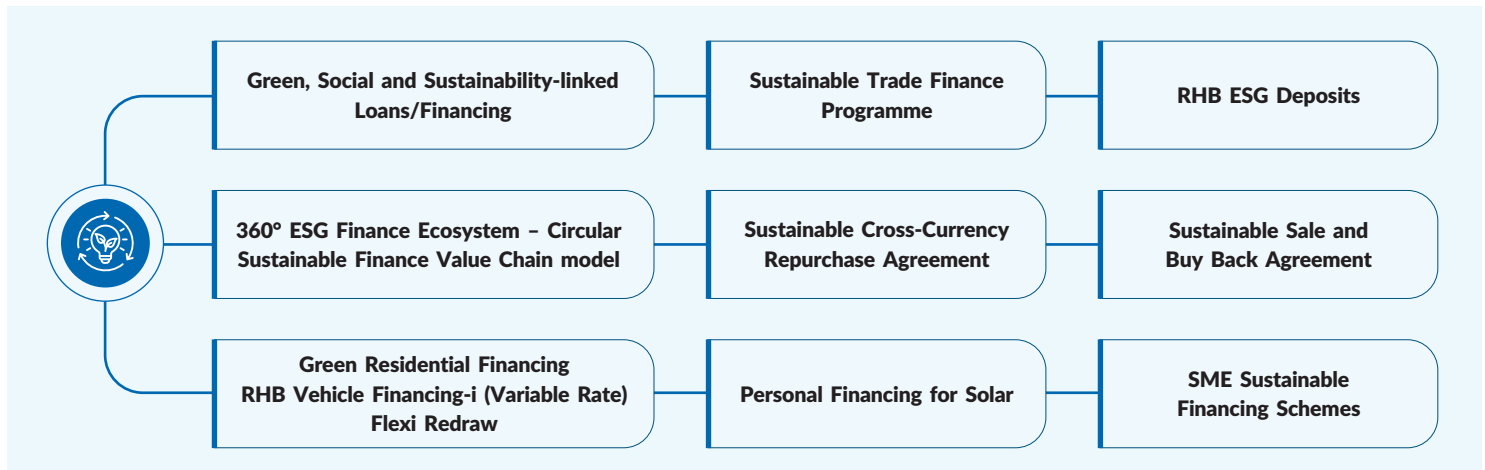 Green, Social and Sustainability-linked
Loans/Financing
Sustainable Trade Finance
Programme
RHB ESG Deposits
360° ESG Finance Ecosystem – Circular
Sustainable Finance Value Chain model
Sustainable Cross-Currency
Repurchase Agreement
Sustainable Sale and
Buy Back Agreement
Green Residential Financing
RHB Vehicle Financing-i (Variable Rate)
Flexi Redraw
Personal Financing for Solar
SME Sustainable
Financing Schemes